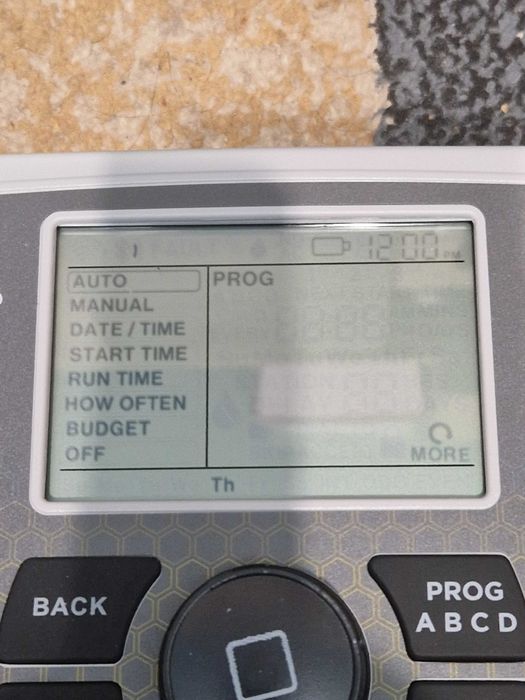 12:00 PM
AUTO
PROG
MANUAL
DATE / TIME
START TIME
RUN TIME
HOW OFTEN
BUDGET
OFF
MORE
Th
BACK
PROG
A B C D